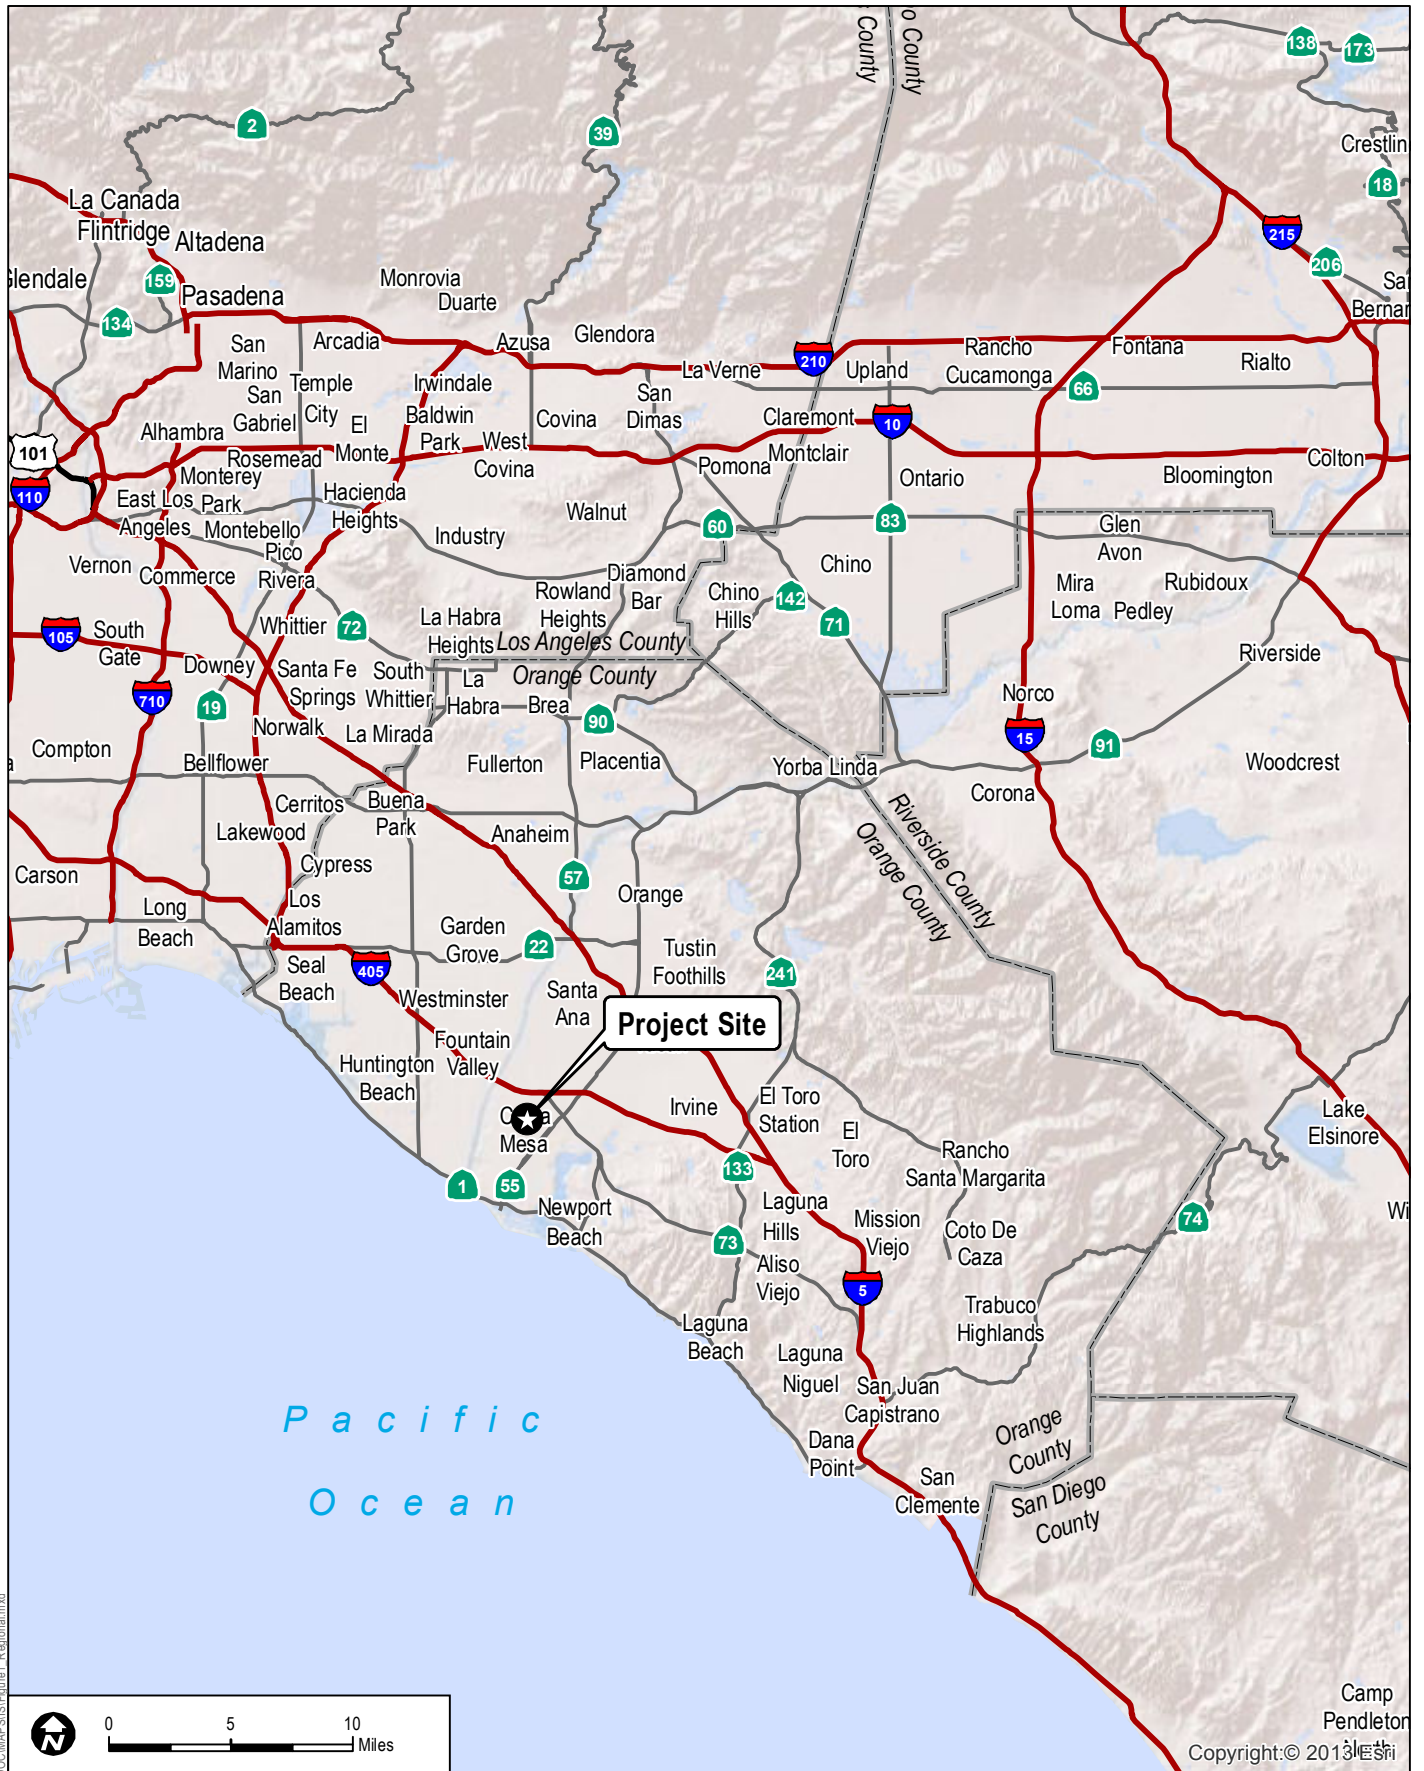 s County
o County
138
173
2
39
Crestlin
18
La Canada
Flintridge
Altadena
215
206
Glendale
159
Monrovia
Duarte
Sa
Bernar
Pasadena
134
San
Marino
Arcadia
Azusa
Glendora
La Verne
210
Upland
Rancho
Cucamonga
Fontana
Rialto
66
San
Gabriel
Temple
City
Irwindale
Baldwin
Park
Covina
San
Dimas
Claremont
10
Alhambra
El
Monte
West
Covina
101
Rosemead
Montclair
Pomona
Colton
Monterey
Park
110
East Los
Angeles
Hacienda
Heights
Ontario
Bloomington
Montebello
Industry
Walnut
60
83
Glen
Avon
Pico
Rivera
Vernon
Commerce
Chino
Diamond
Bar
Rowland
Heights
Chino
Hills
142
71
Mira
Loma
Pedley
Rubidoux
105
South
Gate
Whittier
72
La Habra
Heights
Los Angeles County
Orange County
Riverside
Downey
Santa Fe
Springs
South
Whittier
La
Habra
Brea
710
19
90
Norco
15
91
Norwalk
La Mirada
Compton
a
Bellflower
Fullerton
Placentia
Yorba Linda
Woodcrest
Corona
Cerritos
Buena
Park
Lakewood
Anaheim
Riverside County
Orange County
Cypress
Carson
57
Orange
Los
Alamitos
Long
Beach
Garden
Grove
22
Tustin
Foothills
241
Seal
Beach
405
Westminster
Santa
Ana
Project Site
Fountain
Valley
Huntington
Beach
Irvine
El Toro
Station
El
Toro
Lake
Elsinore
Mesa
133
Rancho
Santa Margarita
1
55
Newport
Beach
Laguna
Hills
Mission
Viejo
Coto De
Caza
74
Wi
73
Aliso
Viejo
5
Trabuco
Highlands
Laguna
Beach
Laguna
Niguel
San Juan
Capistrano
Pacific
Ocean
Dana
Point
Orange
County
San
Clemente
San Diego
County
Camp
Pendleton
North
0 5 10
Miles
N
Copyright:© 2013 Esri